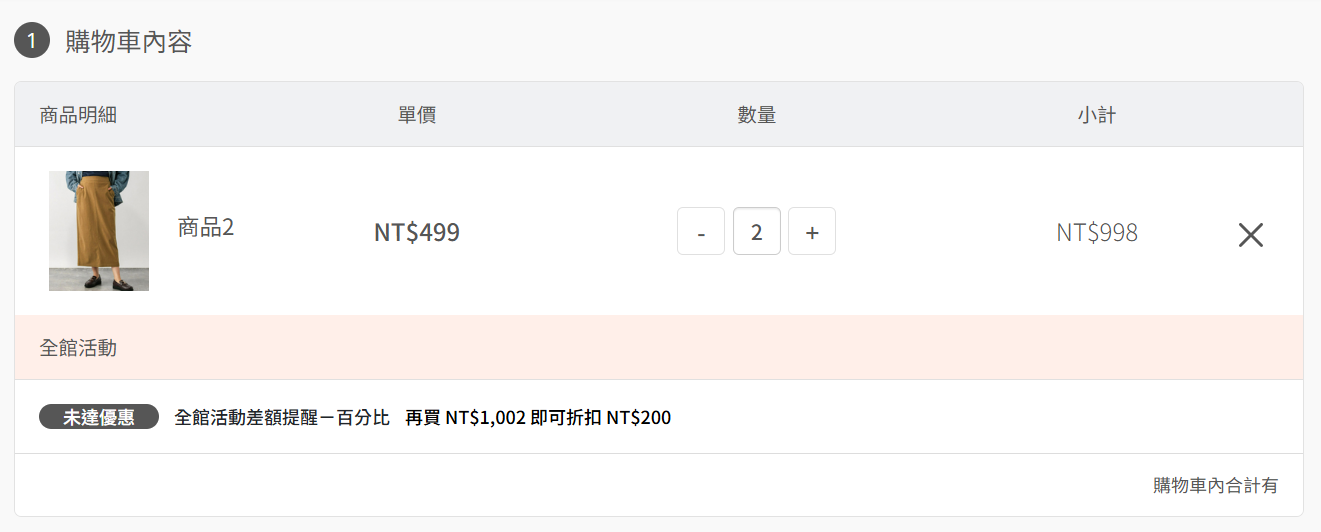 1 購物車內容
商品明細 單價 數量 小計
商品2 NT$499 - 2 + NT$998
全館活動
未達優惠 全館活動差額提醒－百分比 再買 NT$1,002 即可折扣 NT$200
購物車內合計有